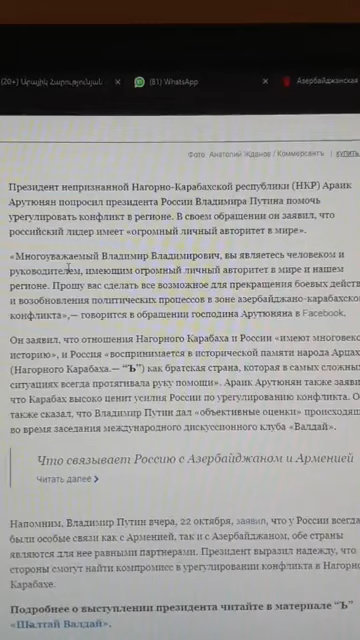 (20+) Արայիկ Հարությունյան
(81) WhatsApp
Азербайджанская
Фото: Анатолий Жданов / Коммерсантъ | купить
Президент непризнанной Нагорно-Карабахской республики (НКР) Араик
Арутюнян попросил президента России Владимира Путина помочь
урегулировать конфликт в регионе. В своем обращении он заявил, что
российский лидер имеет «огромный личный авторитет в мире».
«Многоуважаемый Владимир Владимирович, вы являетесь человеком и
руководителем, имеющим огромный личный авторитет в мире и нашем
регионе. Прошу вас сделать все возможное для прекращения боевых действ
и возобновления политических процессов в зоне азербайджано-карабахског
конфликта»,— говорится в обращении господина Арутюняна в Facebook.
Он заявил, что отношения Нагорного Карабаха и России «имеют многовеко
историю», и Россия «воспринимается в исторической памяти народа Арцах
(Нагорного Карабаха.— “Ъ”) как братская страна, которая в самых сложных
ситуациях всегда протягивала руку помощи». Араик Арутюнян также заяви
что Карабах высоко ценит усилия России по урегулированию конфликта. О
также сказал, что Владимир Путин дал «объективные оценки» происходящ
во время заседания международного дискуссионного клуба «Валдай».
Что связывает Россию с Азербайджаном и Арменией
Читать далее >
Напомним, Владимир Путин вчера, 22 октября, заявил, что у России всегда
были особые связи как с Арменией, так и с Азербайджаном, обе страны
являются для нее равными партнерами. Президент выразил надежду, что
стороны смогут найти компромисс в урегулировании конфликта в Нагорно
Карабахе.
Подробнее о выступлении президента читайте в материале “Ъ”
«Шалтай Валдай».